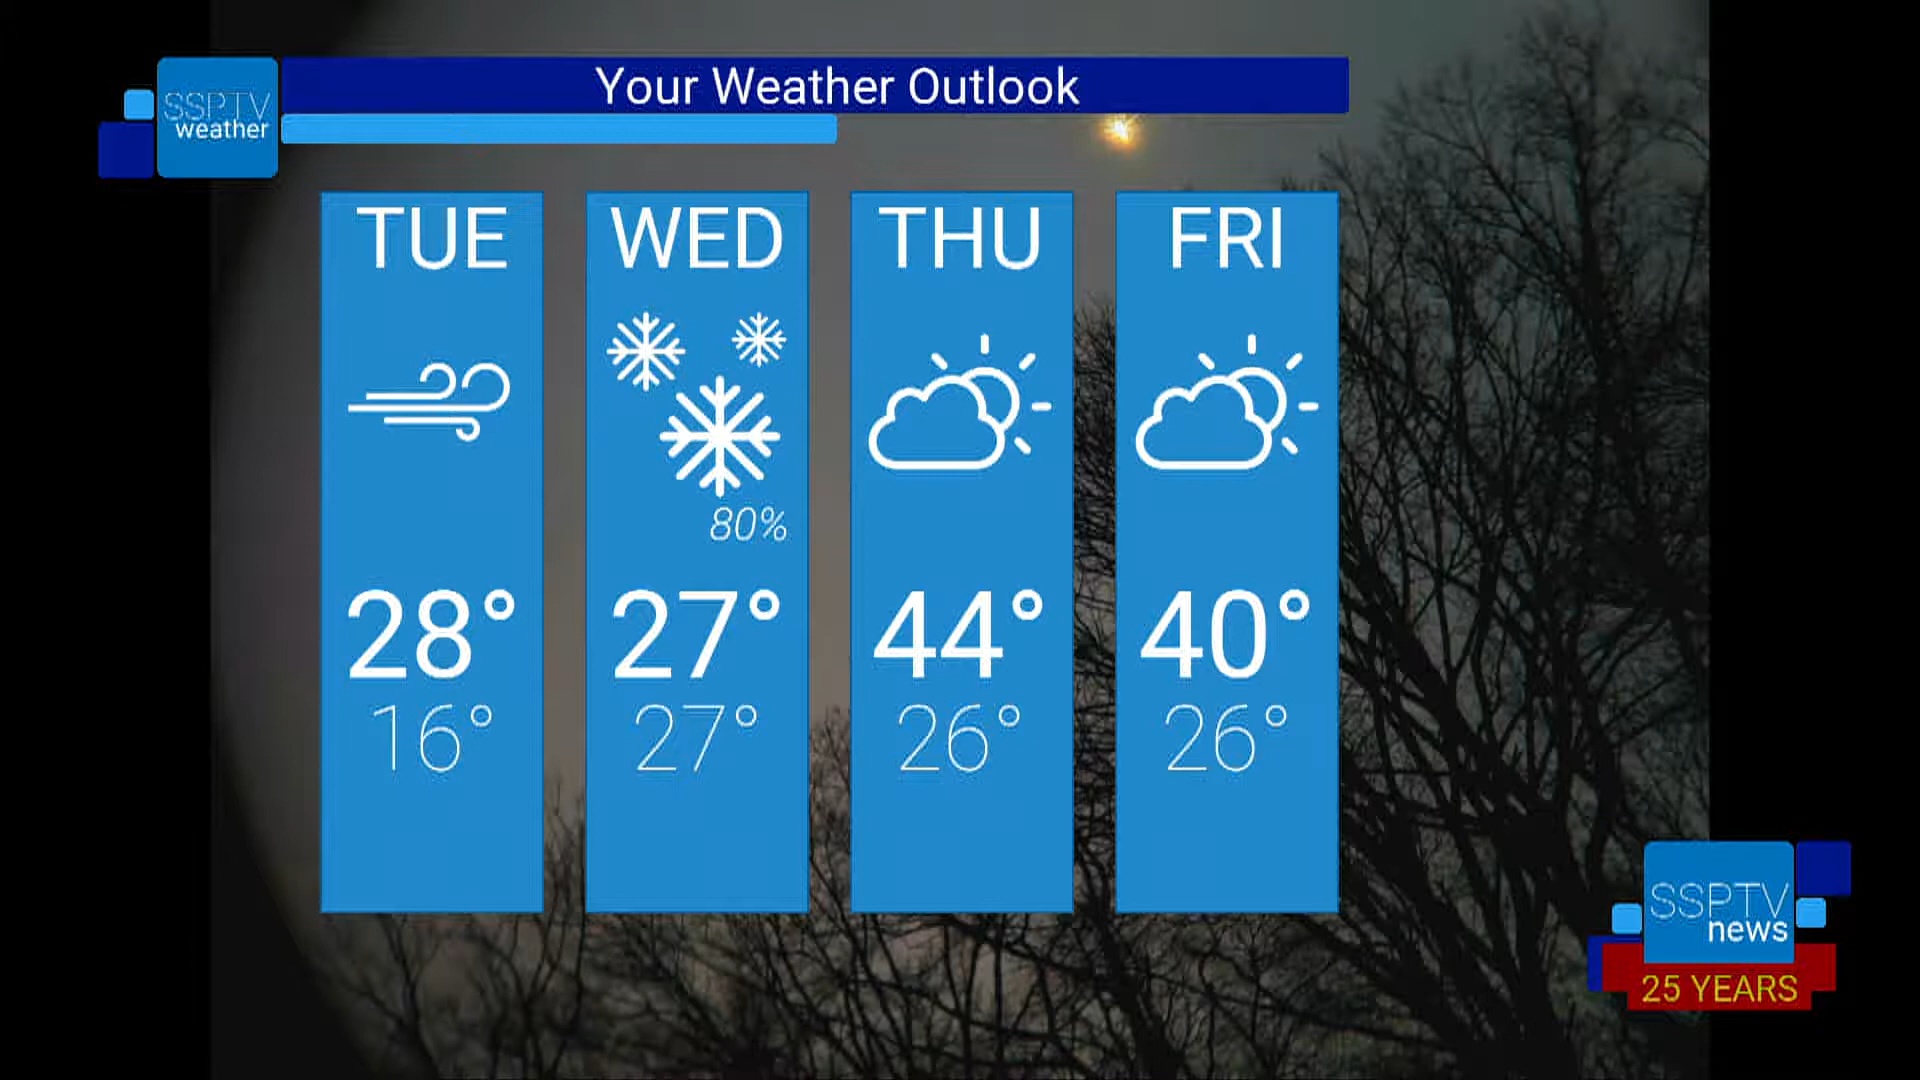 SSPTV
weather
Your Weather Outlook
TUE
28°
16°
WED
80%
27°
27°
THU
44°
26°
FRI
40°
26°
SSPTV
news
25 YEARS